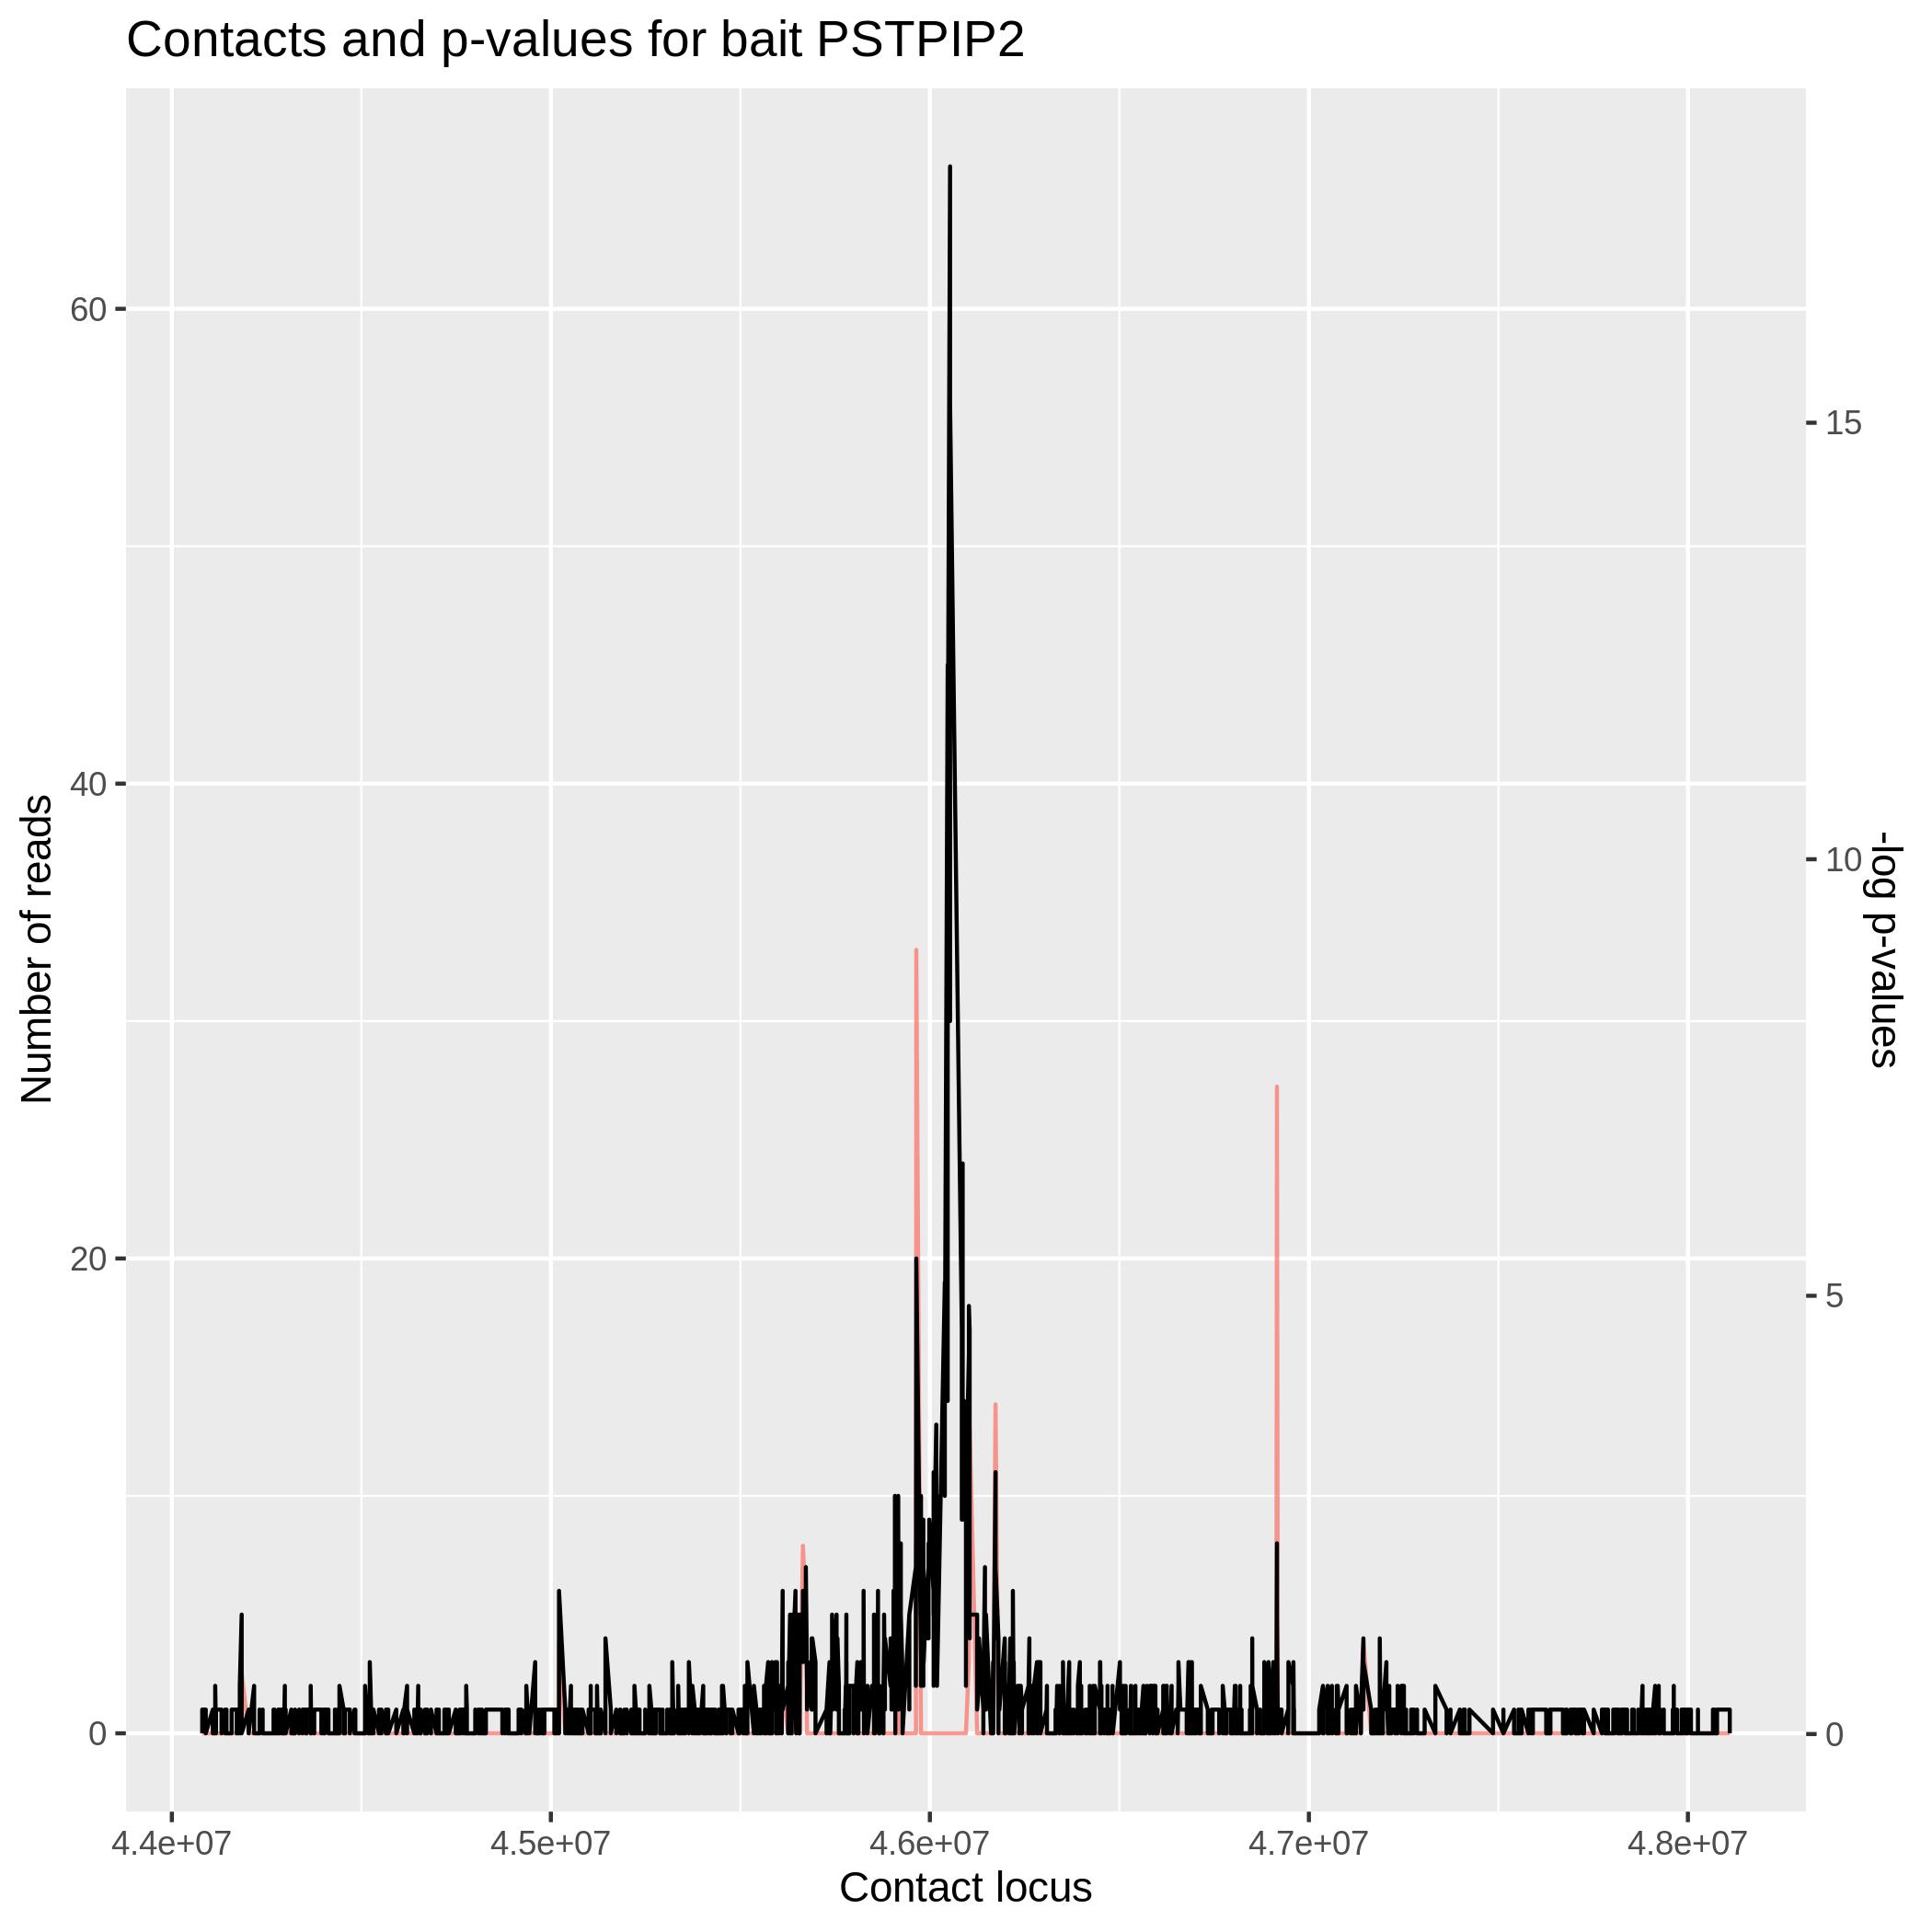 Contacts and p-values for bait PSTPIP2
Number of reads
60
40
20
0
15
10
5
0
-log p-values
4.4e+07 4.5e+07 4.6e+07 4.7e+07 4.8e+07
Contact locus